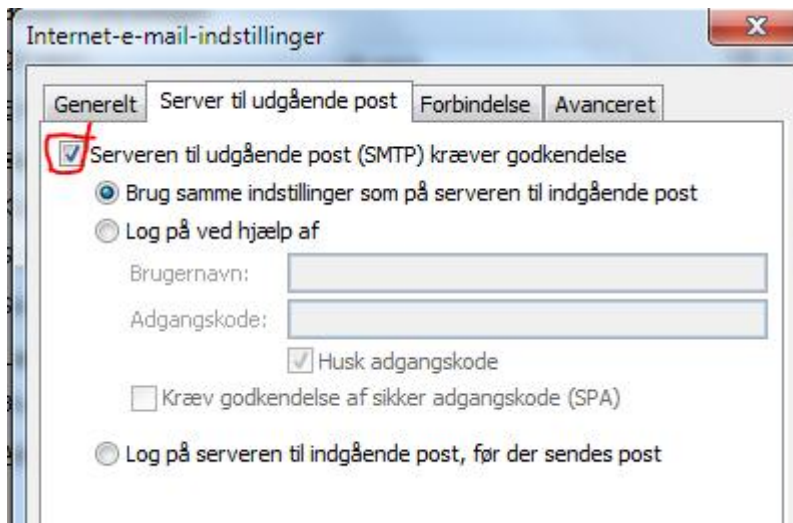 Internet-e-mail-indstillinger
Generelt Server til udgående post Forbindelse Avanceret
Serveren til udgående post (SMTP) kræver godkendelse
Brug samme indstillinger som på serveren til indgående post
Log på ved hjælp af
Brugernavn:
Adgangskode:
Husk adgangskode
Kræv godkendelse af sikker adgangskode (SPA)
Log på serveren til indgående post, før der sendes post